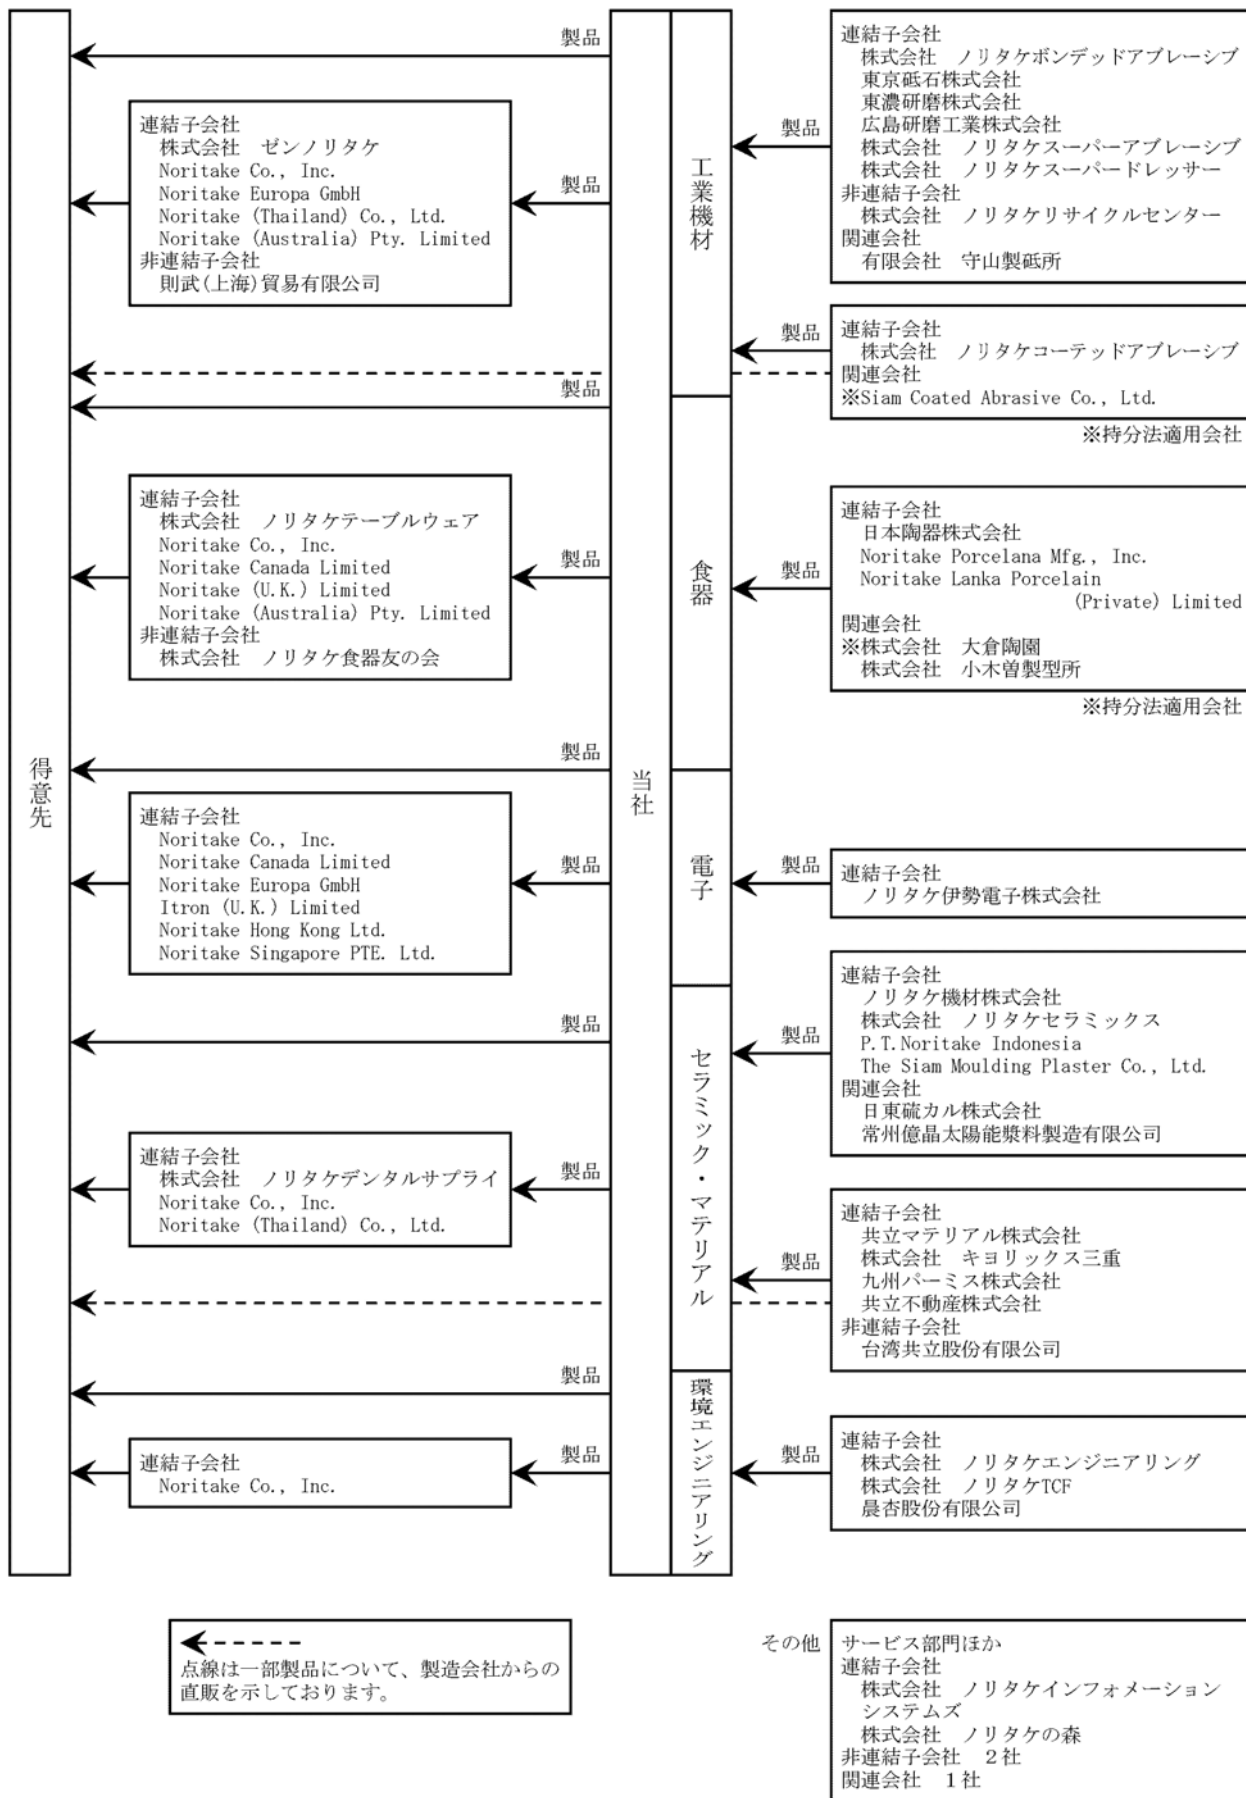 得意先
当社
工業機材
食器
電子
セラミック・マテリアル
環境エンジニアリング
製品
連結子会社
株式会社　ゼンノリタケ
Noritake Co., Inc.
Noritake Europa GmbH
Noritake (Thailand) Co., Ltd.
Noritake (Australia) Pty. Limited
非連結子会社
則武(上海)貿易有限公司
製品
製品
連結子会社
株式会社　ノリタケボンデッドアブレーシブ
東京砥石株式会社
東濃研磨株式会社
広島研磨工業株式会社
株式会社　ノリタケスーパーアブレーシブ
株式会社　ノリタケスーパードレッサー
非連結子会社
株式会社　ノリタケリサイクルセンター
関連会社
有限会社　守山製砥所
製品
連結子会社
株式会社　ノリタケコーテッドアブレーシブ
関連会社
※Siam Coated Abrasive Co., Ltd.
※持分法適用会社
製品
連結子会社
株式会社　ノリタケテーブルウェア
Noritake Co., Inc.
Noritake Canada Limited
Noritake (U.K.) Limited
Noritake (Australia) Pty. Limited
非連結子会社
株式会社　ノリタケ食器友の会
製品
製品
連結子会社
日本陶器株式会社
Noritake Porcelana Mfg., Inc.
Noritake Lanka Porcelain
(Private) Limited
関連会社
※株式会社　大倉陶園
株式会社　小木曽製型所
※持分法適用会社
製品
連結子会社
Noritake Co., Inc.
Noritake Canada Limited
Noritake Europa GmbH
Itron (U.K.) Limited
Noritake Hong Kong Ltd.
Noritake Singapore PTE. Ltd.
製品
製品
連結子会社
ノリタケ伊勢電子株式会社
製品
製品
連結子会社
ノリタケ機材株式会社
株式会社　ノリタケセラミックス
P.T.Noritake Indonesia
The Siam Moulding Plaster Co., Ltd.
関連会社
日東硫カル株式会社
常州億晶太陽能漿料製造有限公司
連結子会社
株式会社　ノリタケデンタルサプライ
Noritake Co., Inc.
Noritake (Thailand) Co., Ltd.
製品
製品
連結子会社
共立マテリアル株式会社
株式会社　キヨリックス三重
九州パーミス株式会社
共立不動産株式会社
非連結子会社
台湾共立股份有限公司
製品
連結子会社
Noritake Co., Inc.
製品
製品
連結子会社
株式会社　ノリタケエンジニアリング
株式会社　ノリタケTCF
晨杏股份有限公司
点線は一部製品について、製造会社からの
直販を示しております。
その他
サービス部門ほか
連結子会社
株式会社　ノリタケインフォメーション
システムズ
株式会社　ノリタケの森
非連結子会社　２社
関連会社　１社